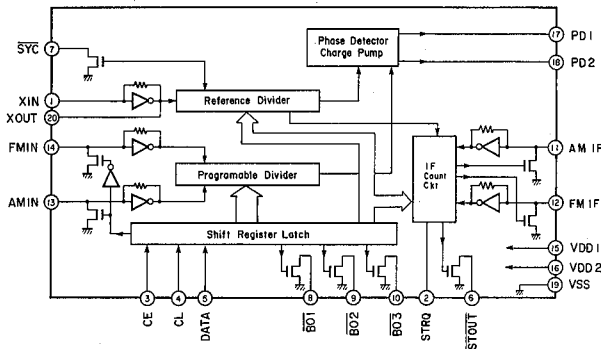 SYC 7
17 PD1
Phase Detector
Charge Pump
18 PD2
XIN 1
Reference Divider
XOUT 20
FMIN 14
11 AM IF
IF
Count
Ckt
Programable Divider
AMIN 13
12 FM IF
Shift Register Latch
15 VDD1
16 VDD2
19 VSS
3 4 5 8 9 10 2 6
CE CL DATA BO1 BO2 BO3 STRQ STOUT